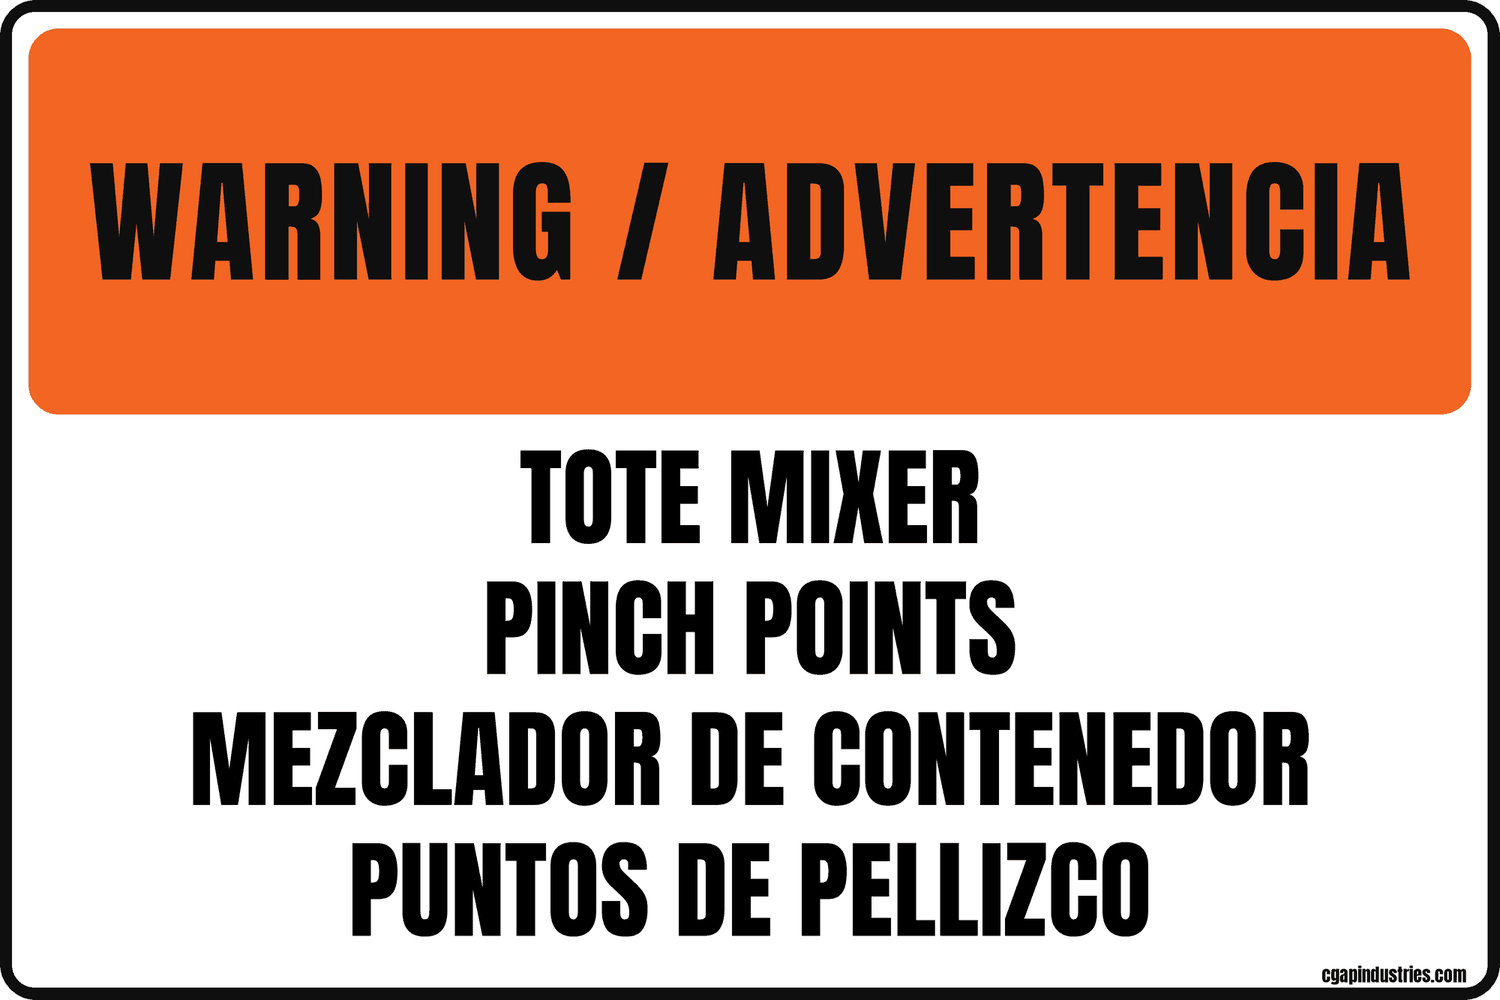 WARNING / ADVERTENCIA
TOTE MIXER
PINCH POINTS
MEZCLADOR DE CONTENEDOR
PUNTOS DE PELLIZCO
cgapindustries.com